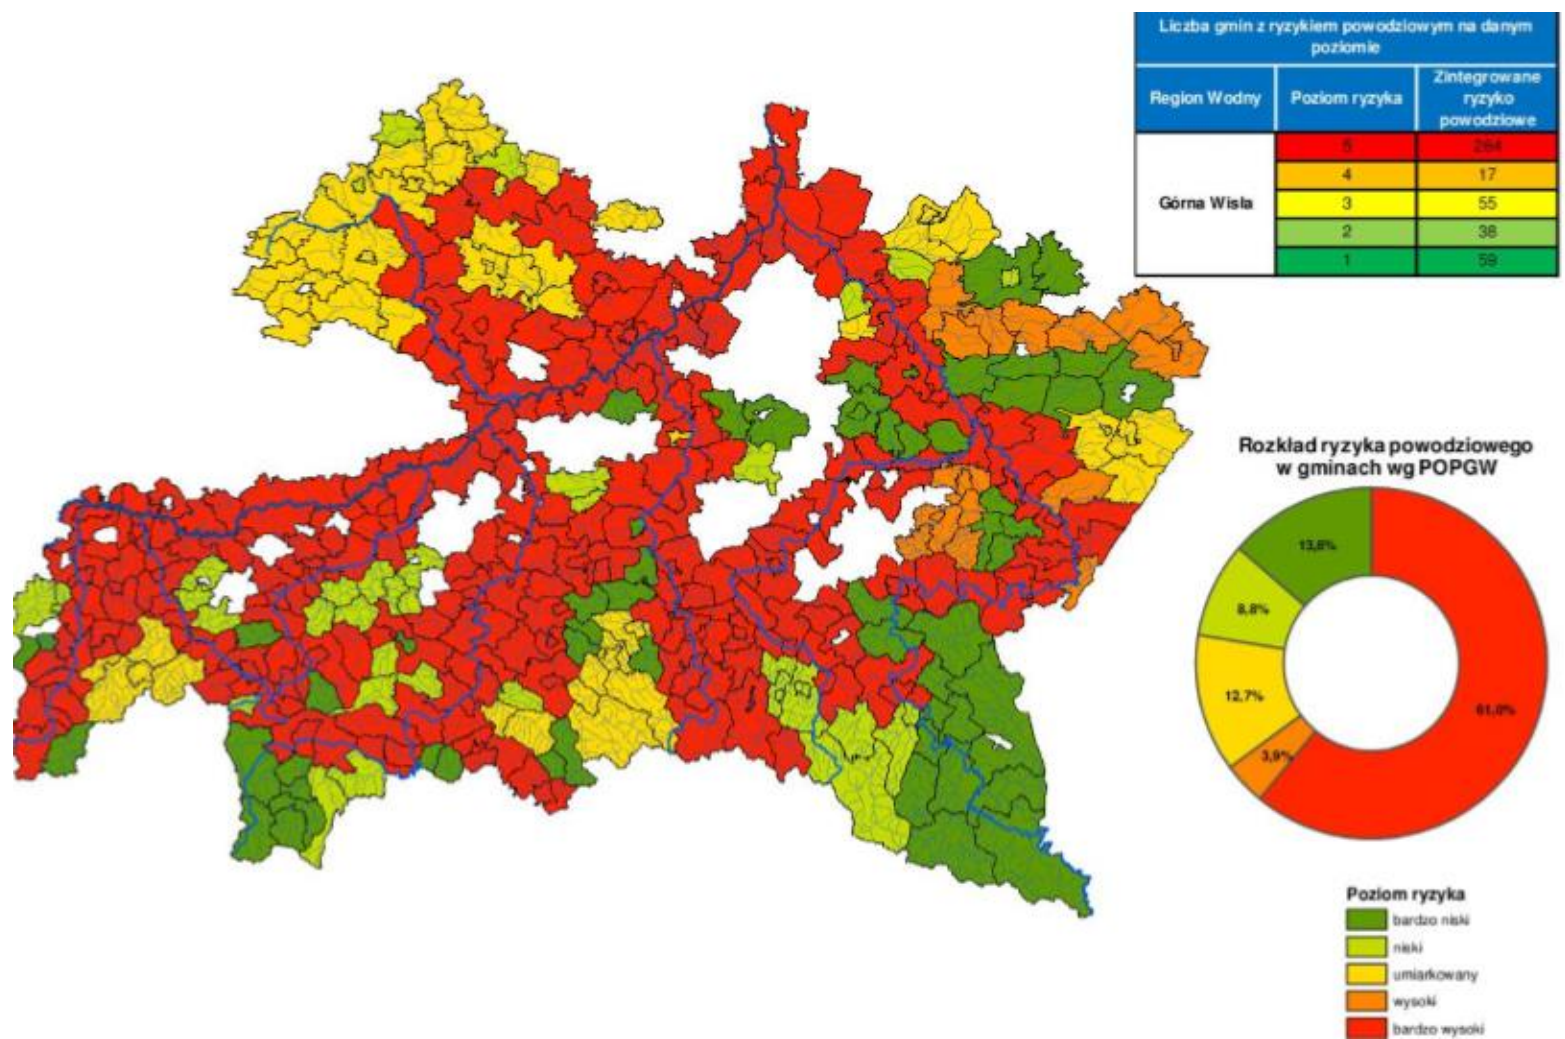 Liczba gmin z ryzykiem powodziowym na danym
poziomie
Region Wodny
Poziom ryzyka
Zintegrowane
ryzyko
powodziowe
Górna Wisła
5
264
4
17
3
55
2
38
1
59
Rozkład ryzyka powodziowego
w gminach wg POPGW
13,6%
8,8%
12,7%
3,9%
61,0%
Poziom ryzyka
bardzo niski
niski
umiarkowany
wysoki
bardzo wysoki